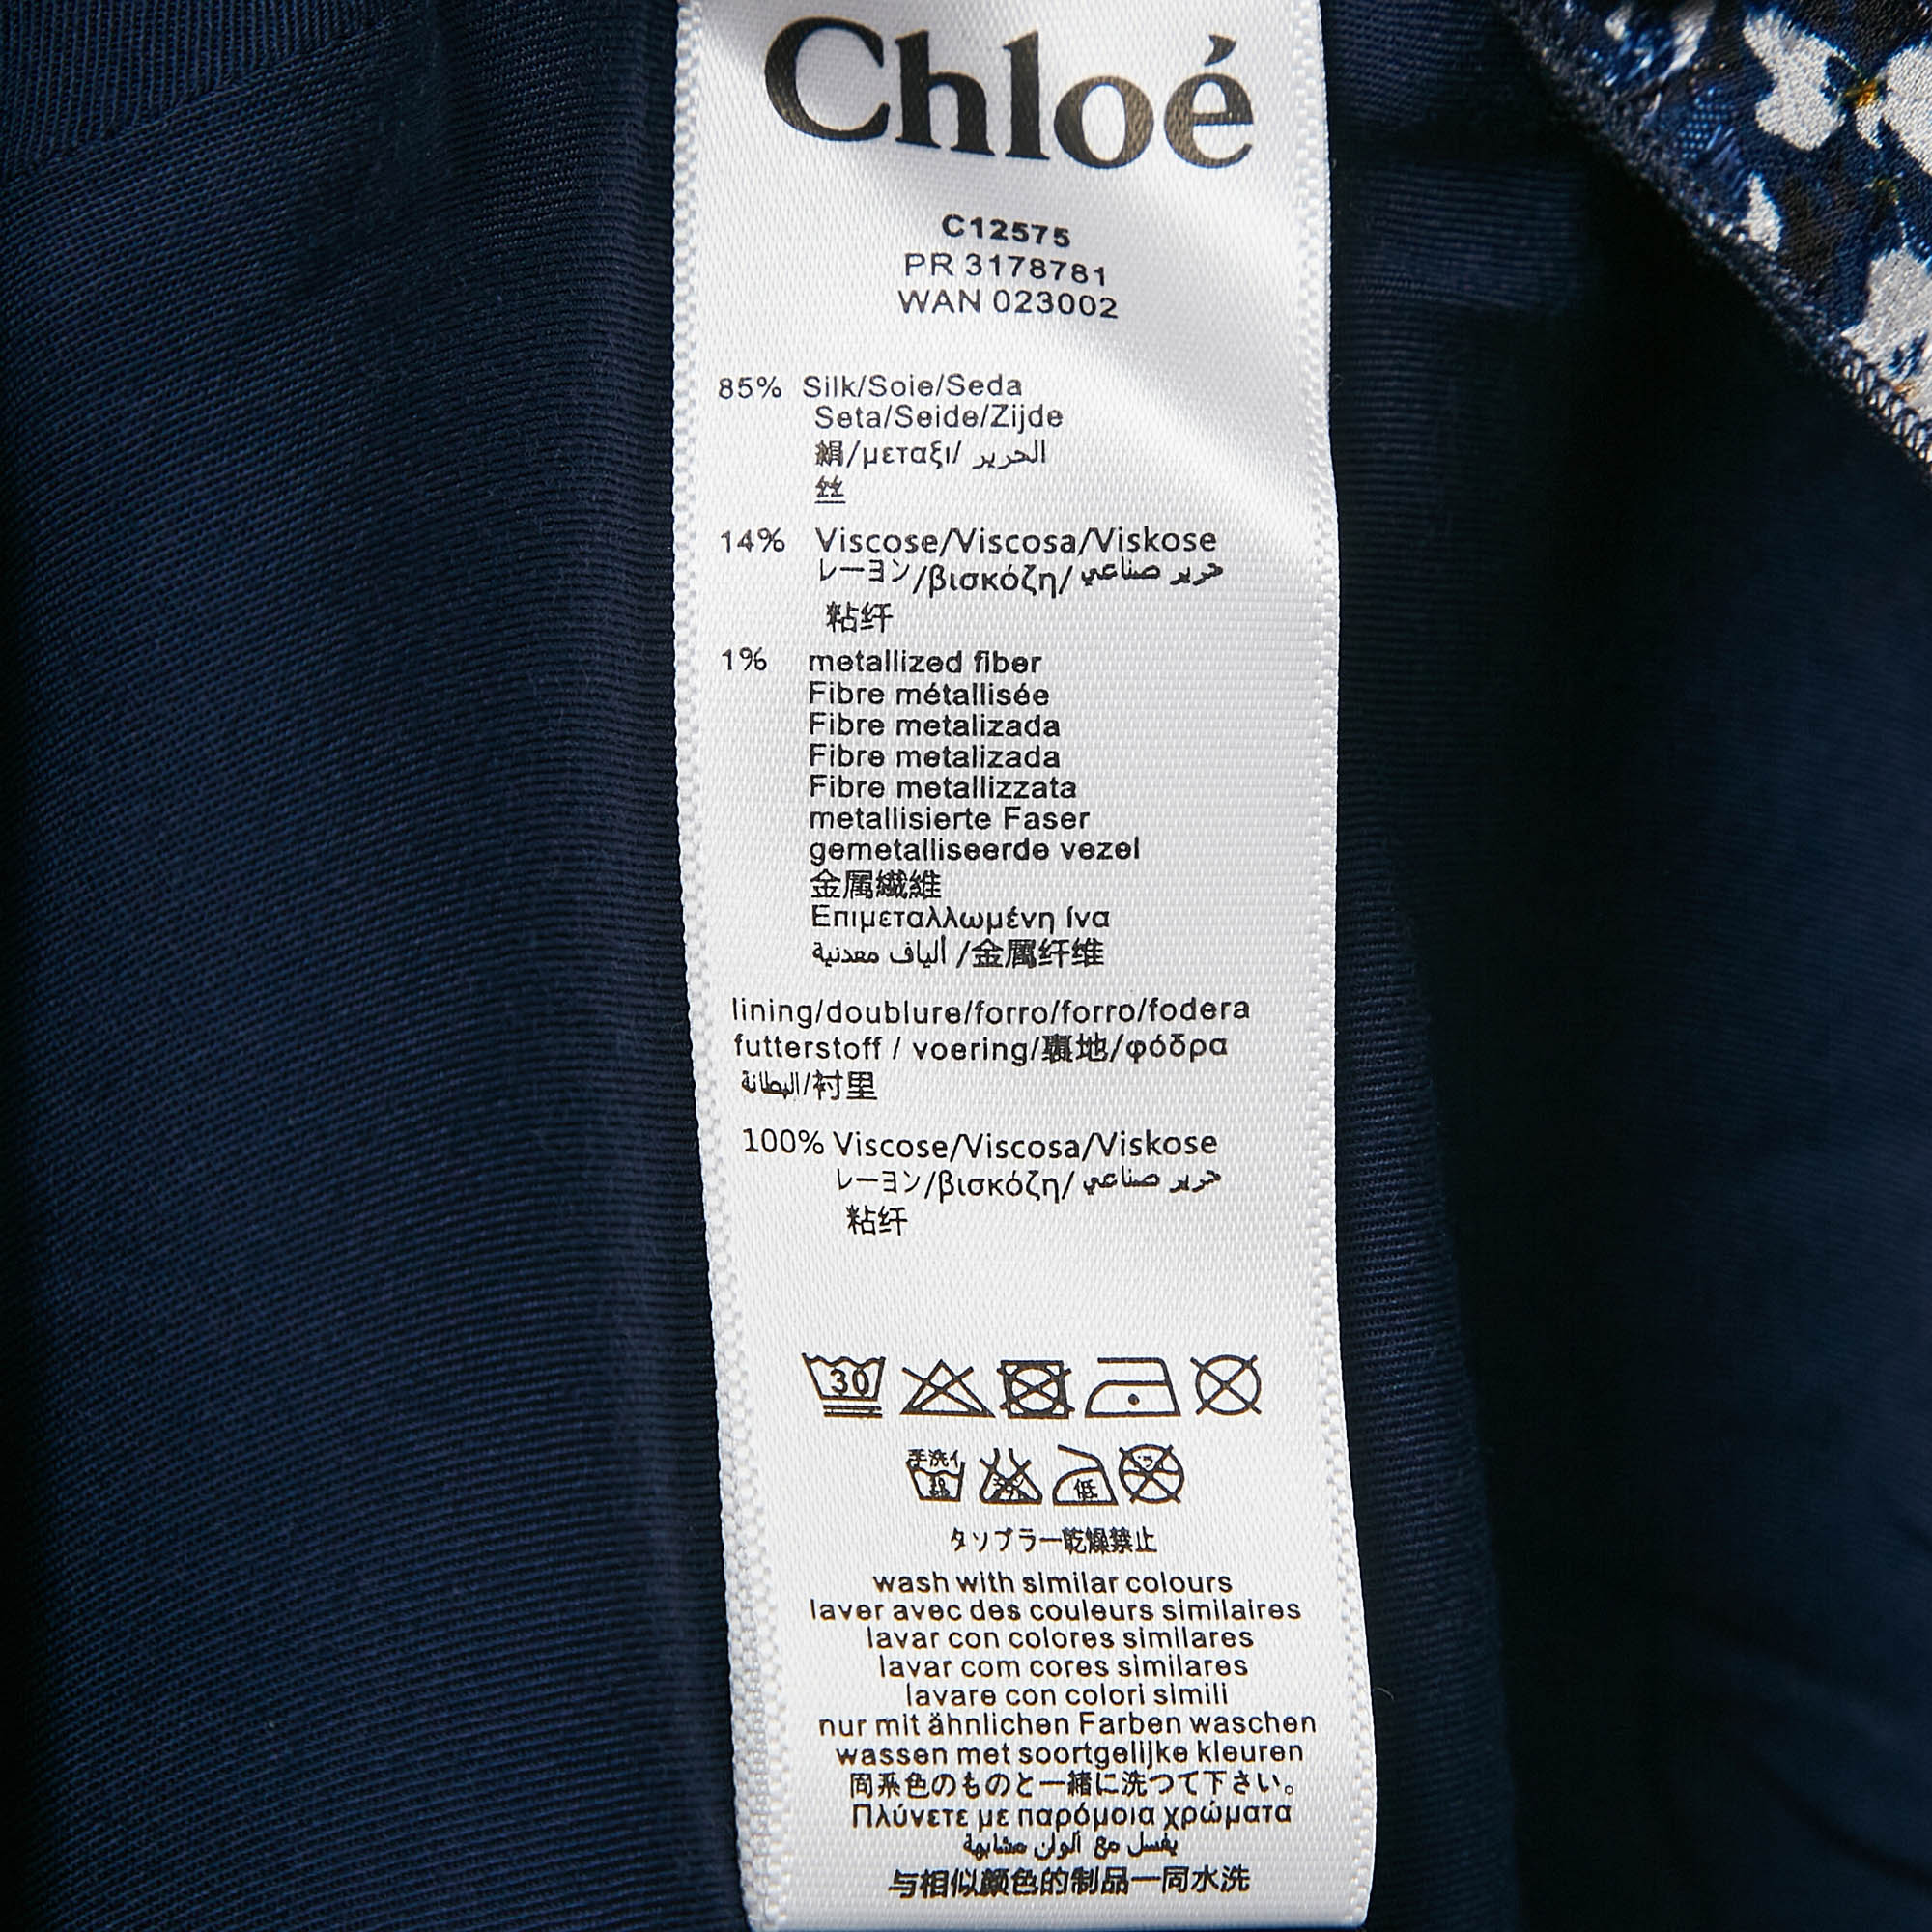 Chloé
C12575
PR 3178781
WAN 023002
85% Silk/Soie/Seda
Seta/Seide/Zijde
絹/μεταξι/ الحرير
丝
14% Viscose/Viscosa/Viskose
レーヨン/βισκόζη/ حرير صناعي
粘纤
1% metallized fiber
Fibre métallisée
Fibre metalizada
Fibre metalizada
Fibre metallizzata
metallisierte Faser
gemetalliseerde vezel
金属繊維
Επιμεταλλωμένη ίνα
ألياف معدنية /金属纤维
lining/doublure/forro/forro/fodera
futterstoff / voering/裏地/φόδρα
البطانة/衬里
100% Viscose/Viscosa/Viskose
レーヨン/βισκόζη/ حرير صناعي
粘纤
30
手洗イ
30 低
タンブラー乾燥禁止
wash with similar colours
laver avec des couleurs similaires
lavar con colores similares
lavar com cores similares
lavare con colori simili
nur mit ähnlichen Farben waschen
wassen met soortgelijke kleuren
同系色のものと一緒に洗って下さい。
Πλύνετε με παρόμοια χρώματα
يغسل مع ألوان مشابهة
与相似颜色的制品一同水洗